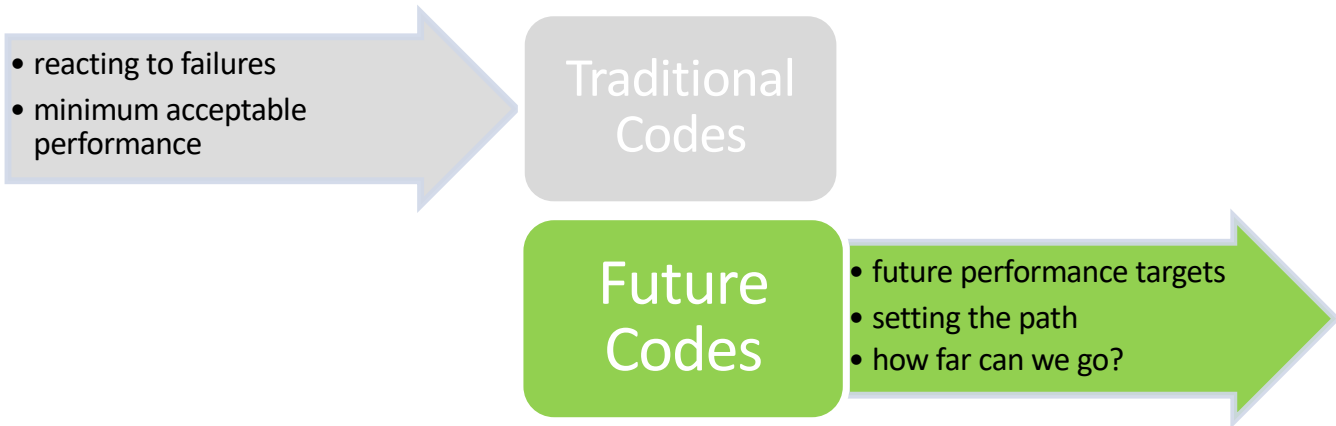 • reacting to failures
• minimum acceptable
performance
Traditional
Codes
Future
Codes
• future performance targets
• setting the path
• how far can we go?